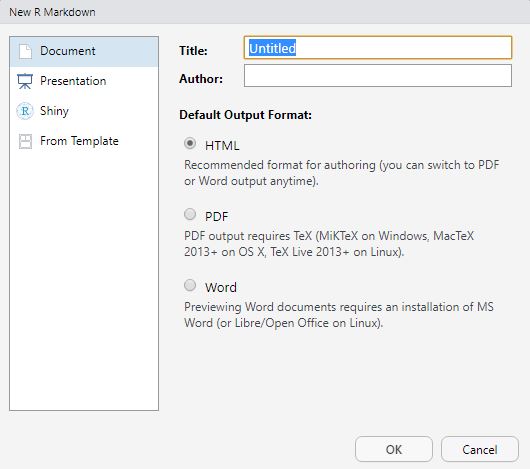 New R Markdown
Document
Presentation
Shiny
From Template
Title:
Untitled
Author:
Default Output Format:
HTML
Recommended format for authoring (you can switch to PDF
or Word output anytime).
PDF
PDF output requires TeX (MiKTeX on Windows, MacTeX
2013+ on OS X, TeX Live 2013+ on Linux).
Word
Previewing Word documents requires an installation of MS
Word (or Libre/Open Office on Linux).
OK
Cancel